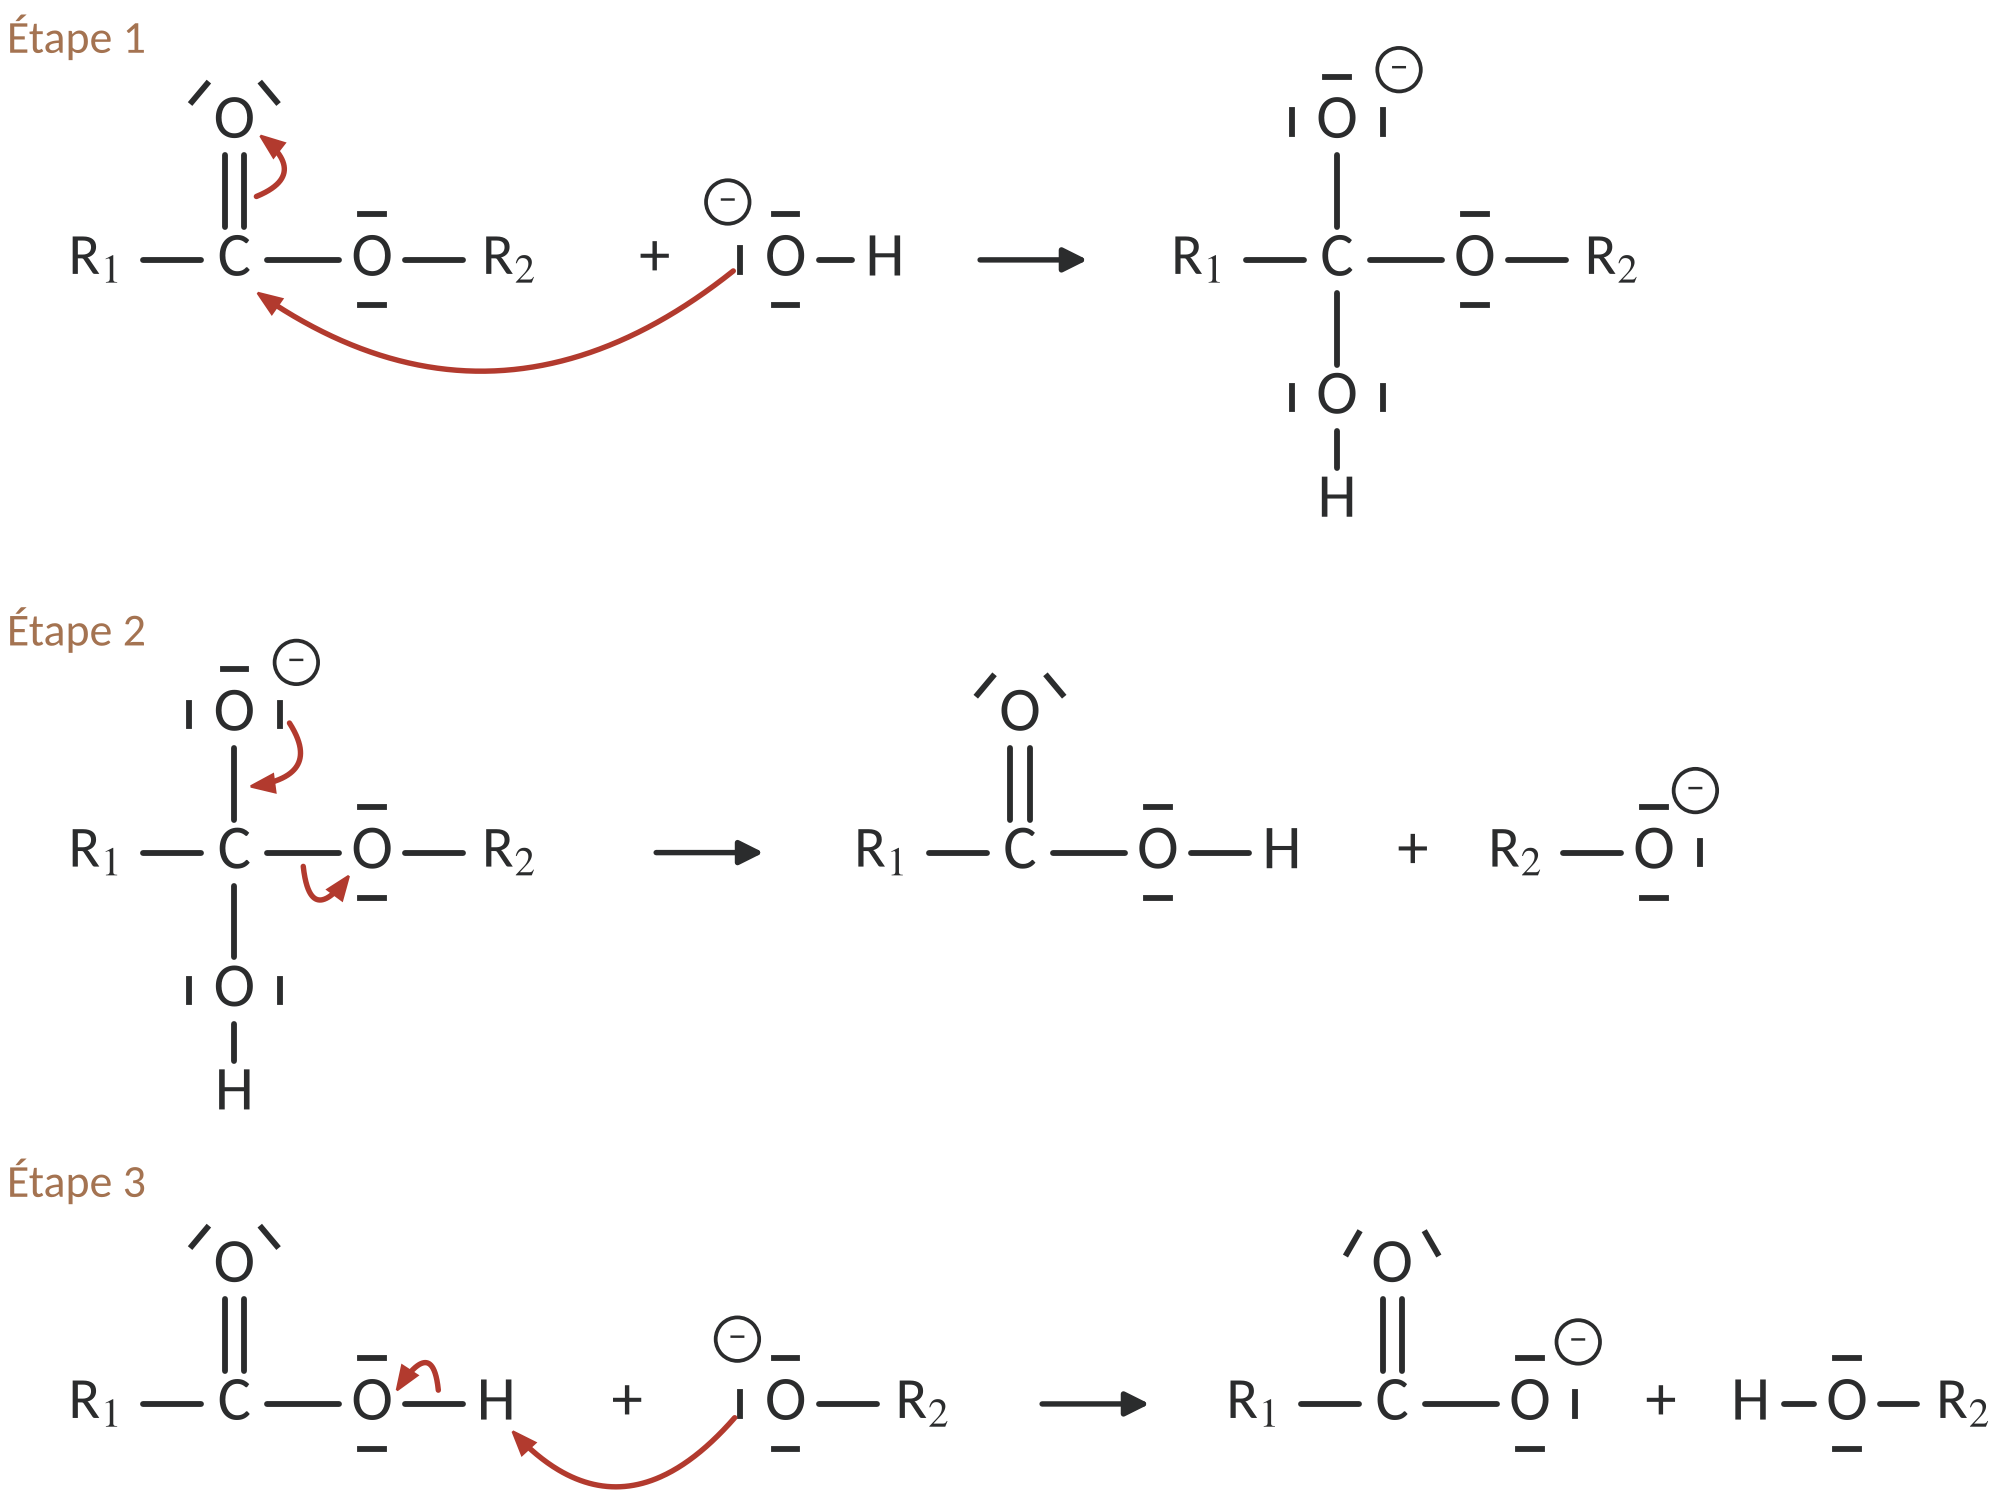 Étape 1
O O ⊖
R1 C O R2 + ⊖ O H R1 C O R2
O
H
Étape 2
O ⊖ O
R1 C O R2 R1 C O H + R2 O ⊖
O
H
Étape 3
O O
R1 C O H + ⊖ O R2 R1 C O ⊖ + H O R2